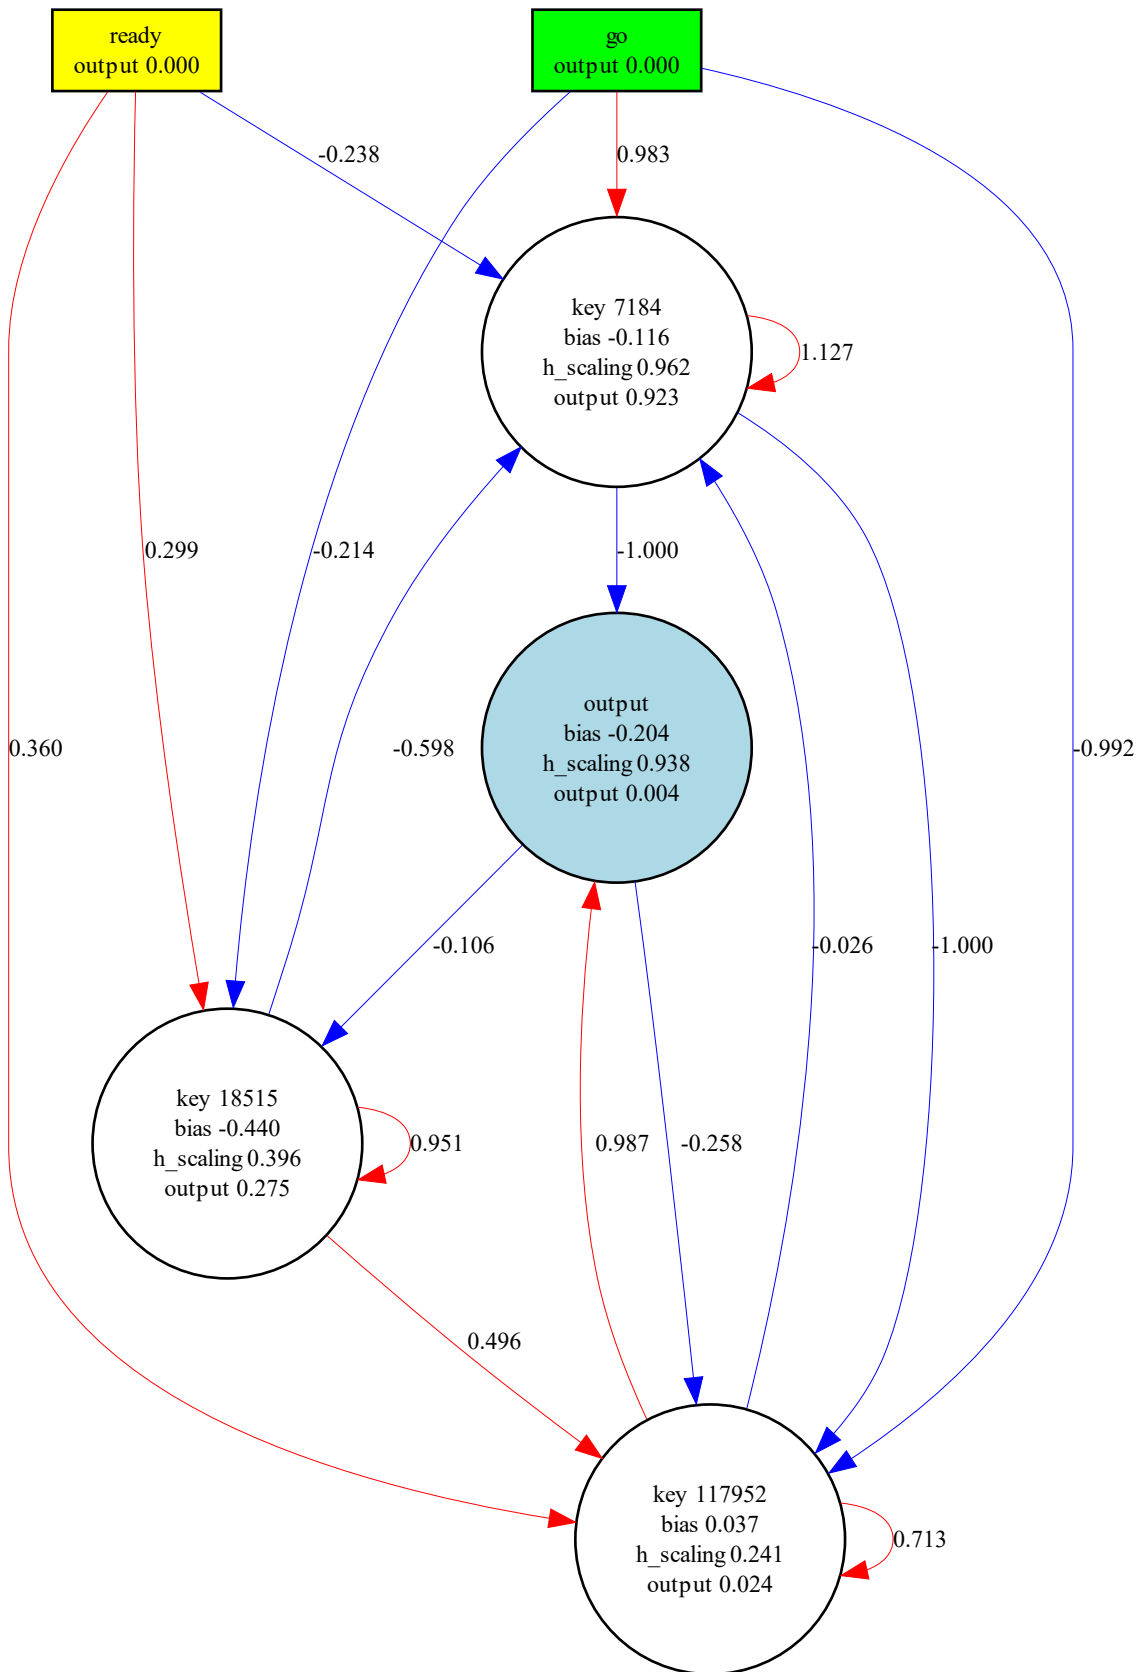 ready
output 0.000
go
output 0.000
-0.238
0.983
key 7184
bias -0.116
h_scaling 0.962
output 0.923
1.127
0.299
-0.214
-1.000
output
bias -0.204
h_scaling 0.938
output 0.004
0.360
-0.598
-0.992
-0.106
-0.026
-1.000
key 18515
bias -0.440
h_scaling 0.396
output 0.275
0.951
0.987
-0.258
0.496
key 117952
bias 0.037
h_scaling 0.241
output 0.024
0.713